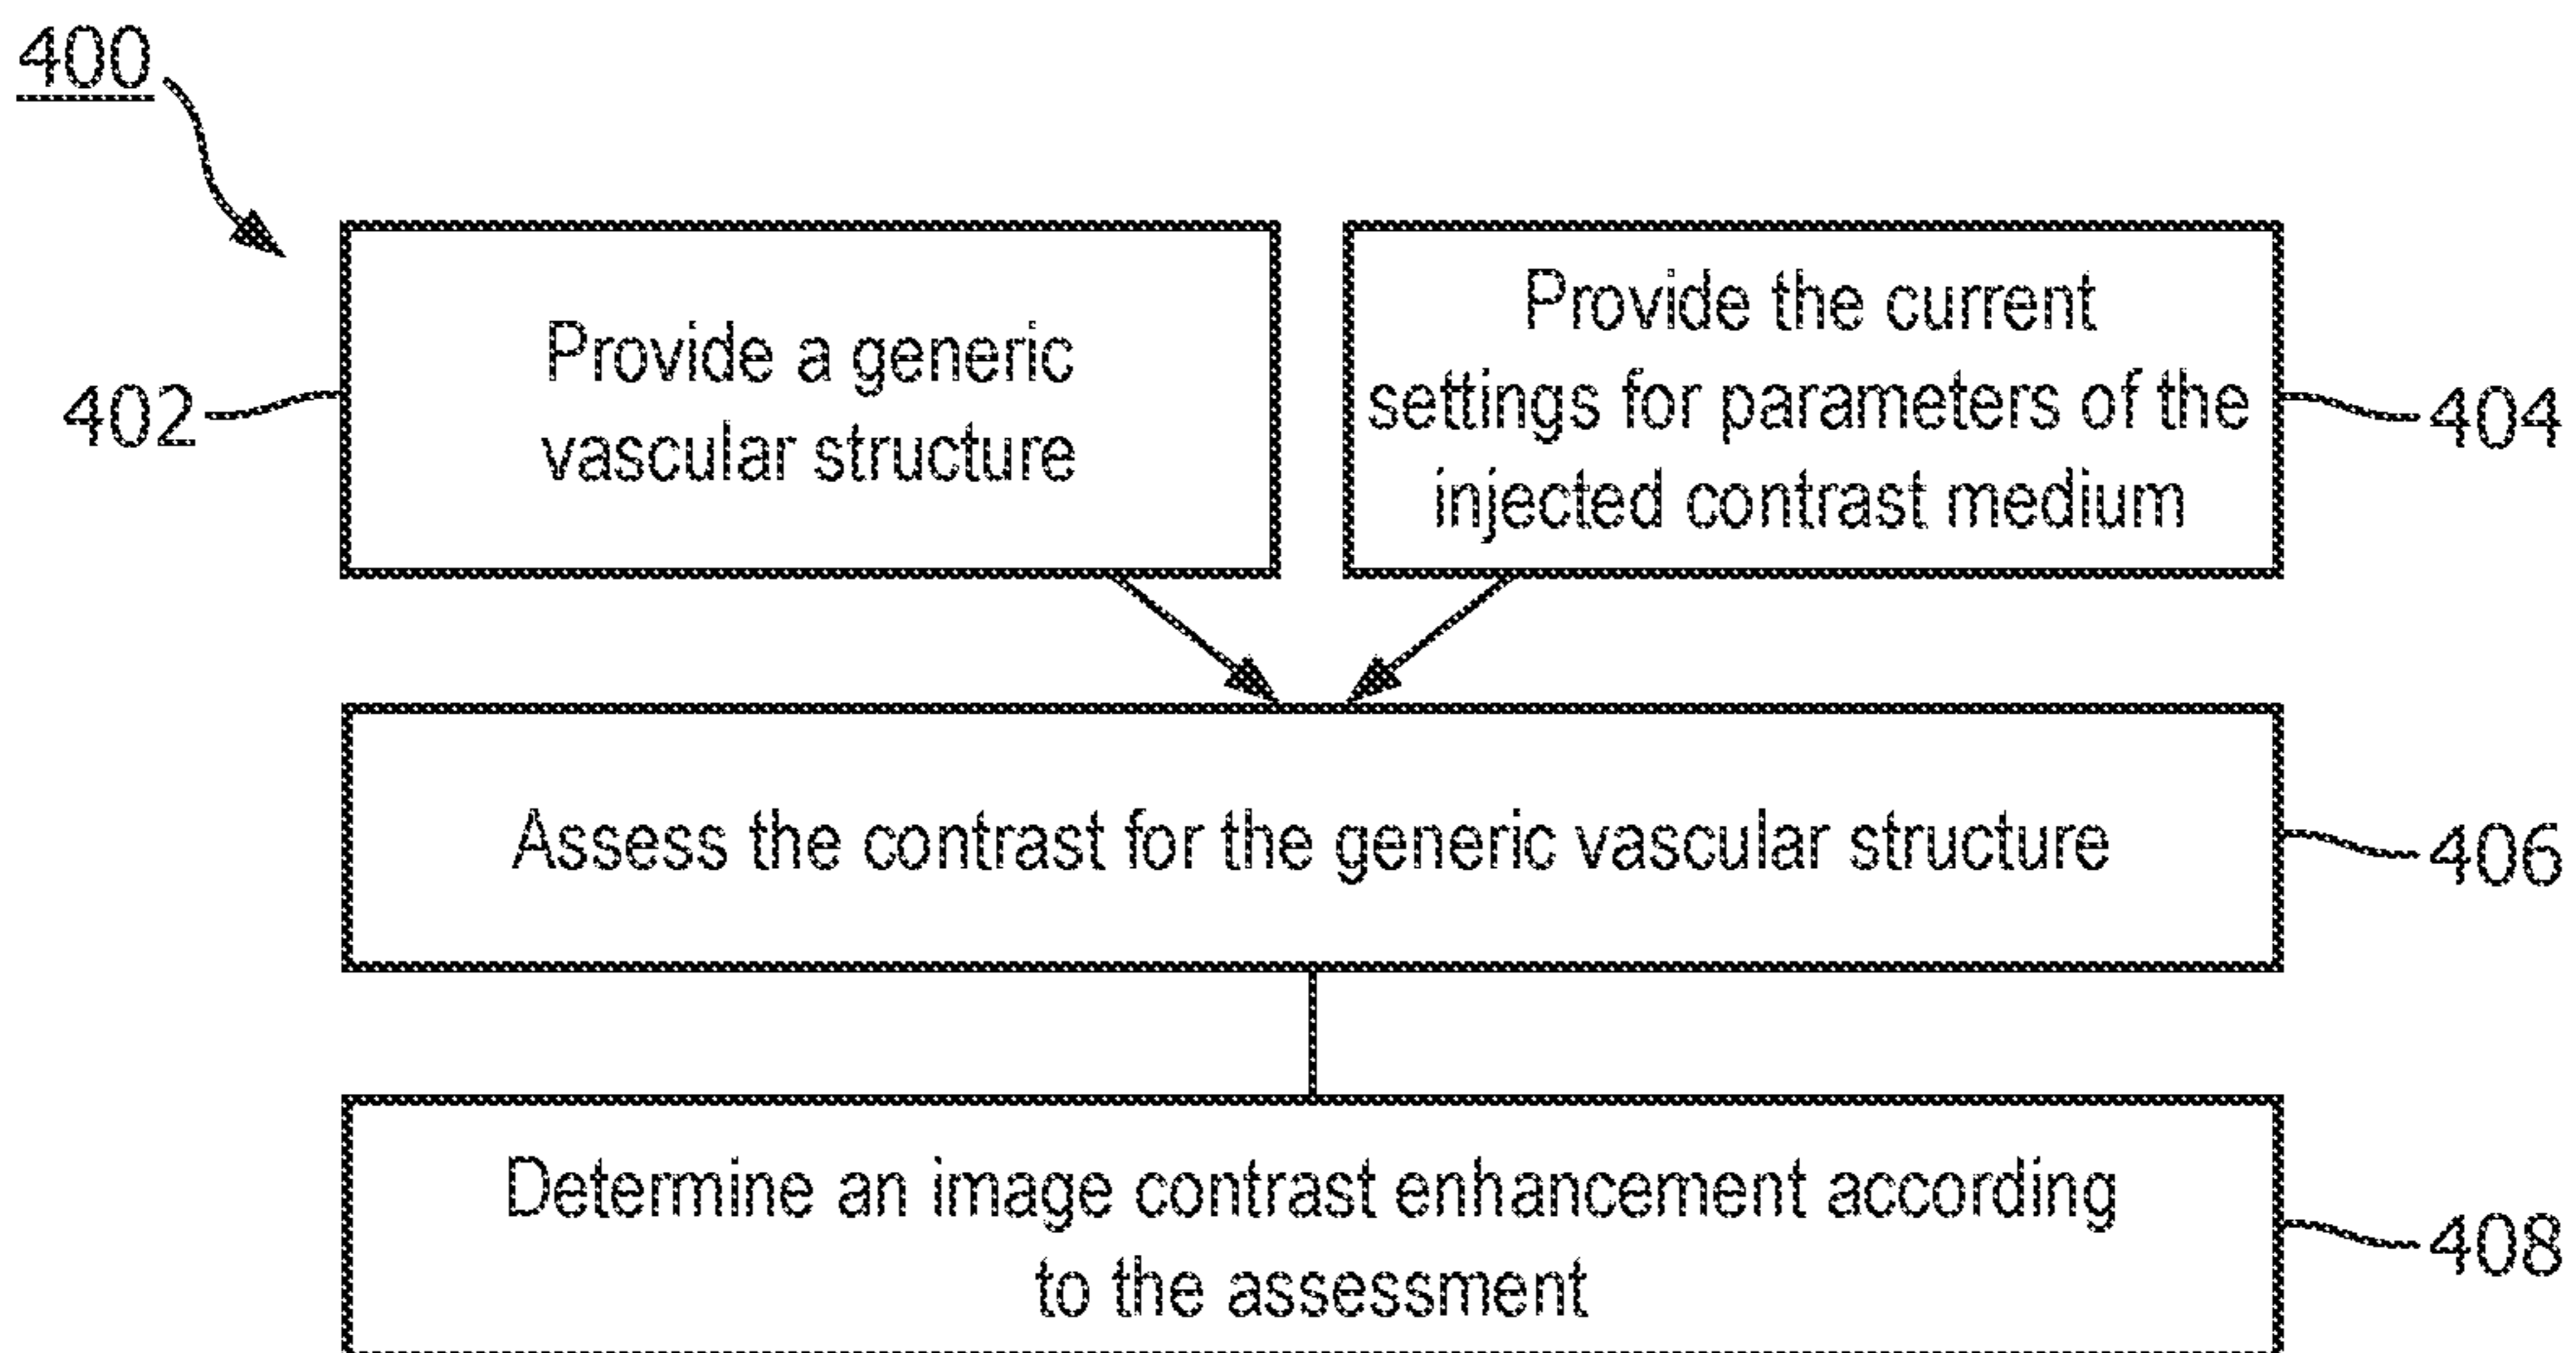 400
Provide a generic
vascular structure
402
Provide the current
settings for parameters of the
injected contrast medium
404
Assess the contrast for the generic vascular structure
406
Determine an image contrast enhancement according
to the assessment
408